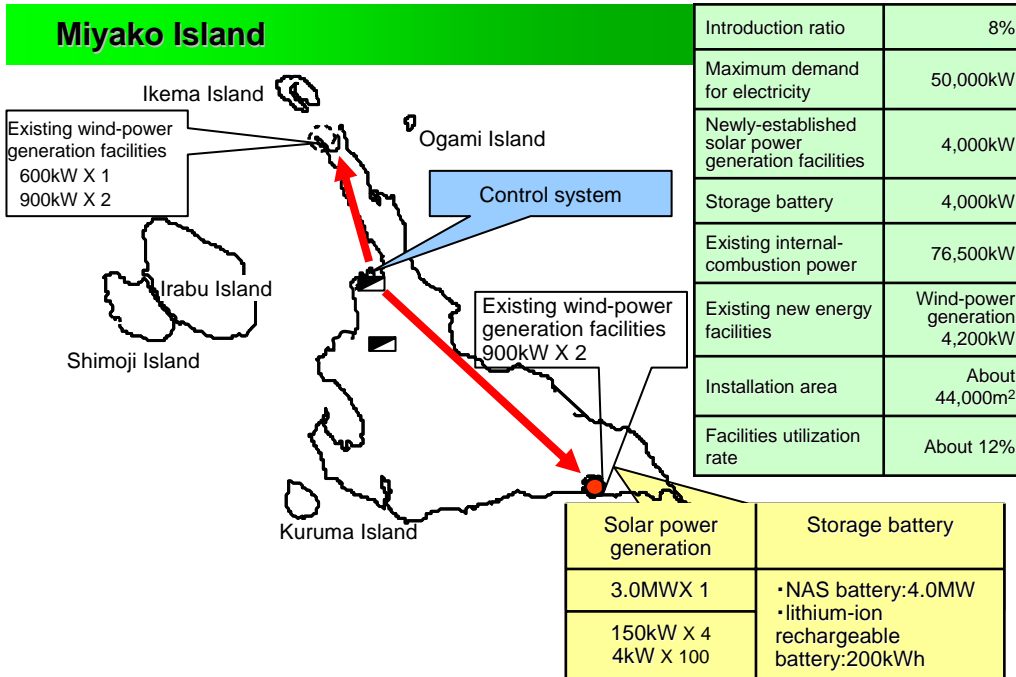 Miyako Island
Ikema Island
Existing wind-power
generation facilities
600kW X 1
900kW X 2
Ogami Island
Control system
Irabu Island
Shimoji Island
Existing wind-power
generation facilities
900kW X 2
Kuruma Island
Introduction ratio 8%
Maximum demand
for electricity
50,000kW
Newly-established
solar power
generation facilities
4,000kW
Storage battery 4,000kW
Existing internal-
combustion power
76,500kW
Existing new energy
facilities
Wind-power
generation
4,200kW
Installation area
About
44,000m²
Facilities utilization
rate
About 12%
Solar power
generation
Storage battery
3.0MWX 1
150kW X 4
4kW X 100
・NAS battery:4.0MW
・lithium-ion
rechargeable
battery:200kWh